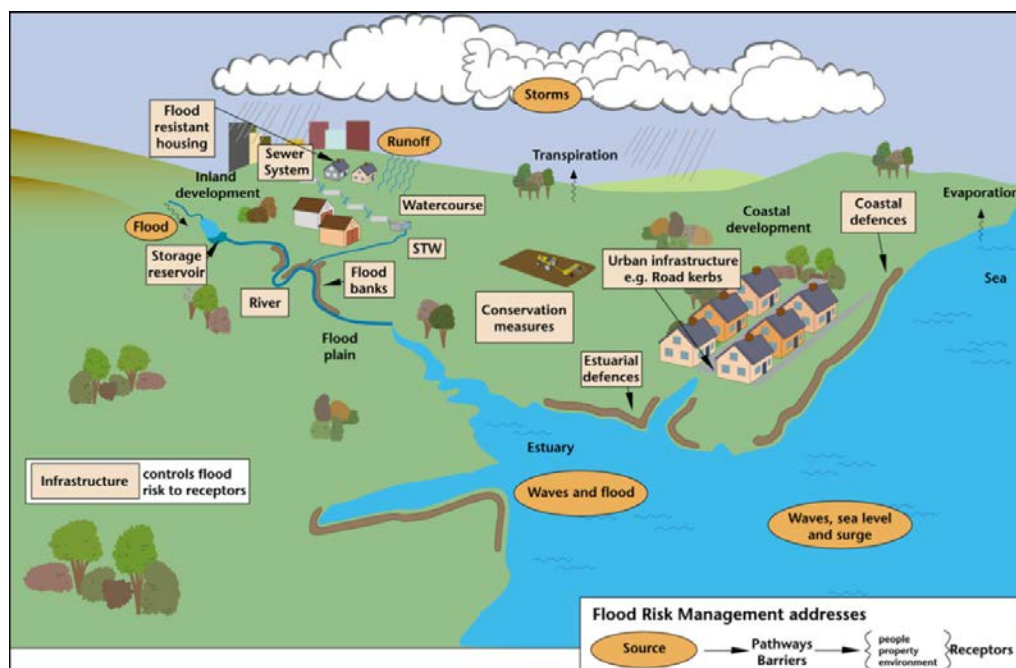 Storms
Flood
resistant
housing
Sewer
System
Runoff
Transpiration
Inland
development
Evaporation
Coastal
defences
Coastal
development
Watercourse
Flood
STW
Storage
reservoir
Flood
banks
Urban infrastructure
e.g. Road kerbs
Sea
River
Conservation
measures
Flood
plain
Estuarial
defences
Estuary
Infrastructure
controls flood
risk to receptors
Waves and flood
Waves, sea level
and surge
Flood Risk Management addresses
Source
Pathways
Barriers
people
property
environment
Receptors